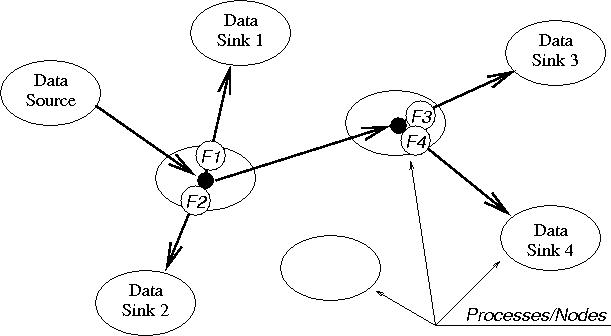 Data
Sink 1
Data
Source
Data
Sink 3
F1
F2
F3
F4
Data
Sink 2
Data
Sink 4
Processes/Nodes